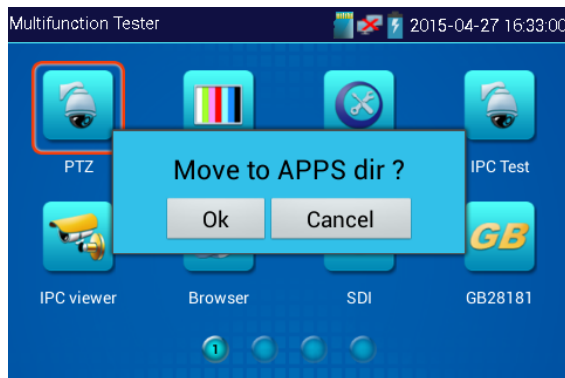 Multifunction Tester 2015-04-27 16:33:00
Move to APPS dir ?
PTZ IPC Test
Ok Cancel
GB
IPC viewer Browser SDI GB28181
1